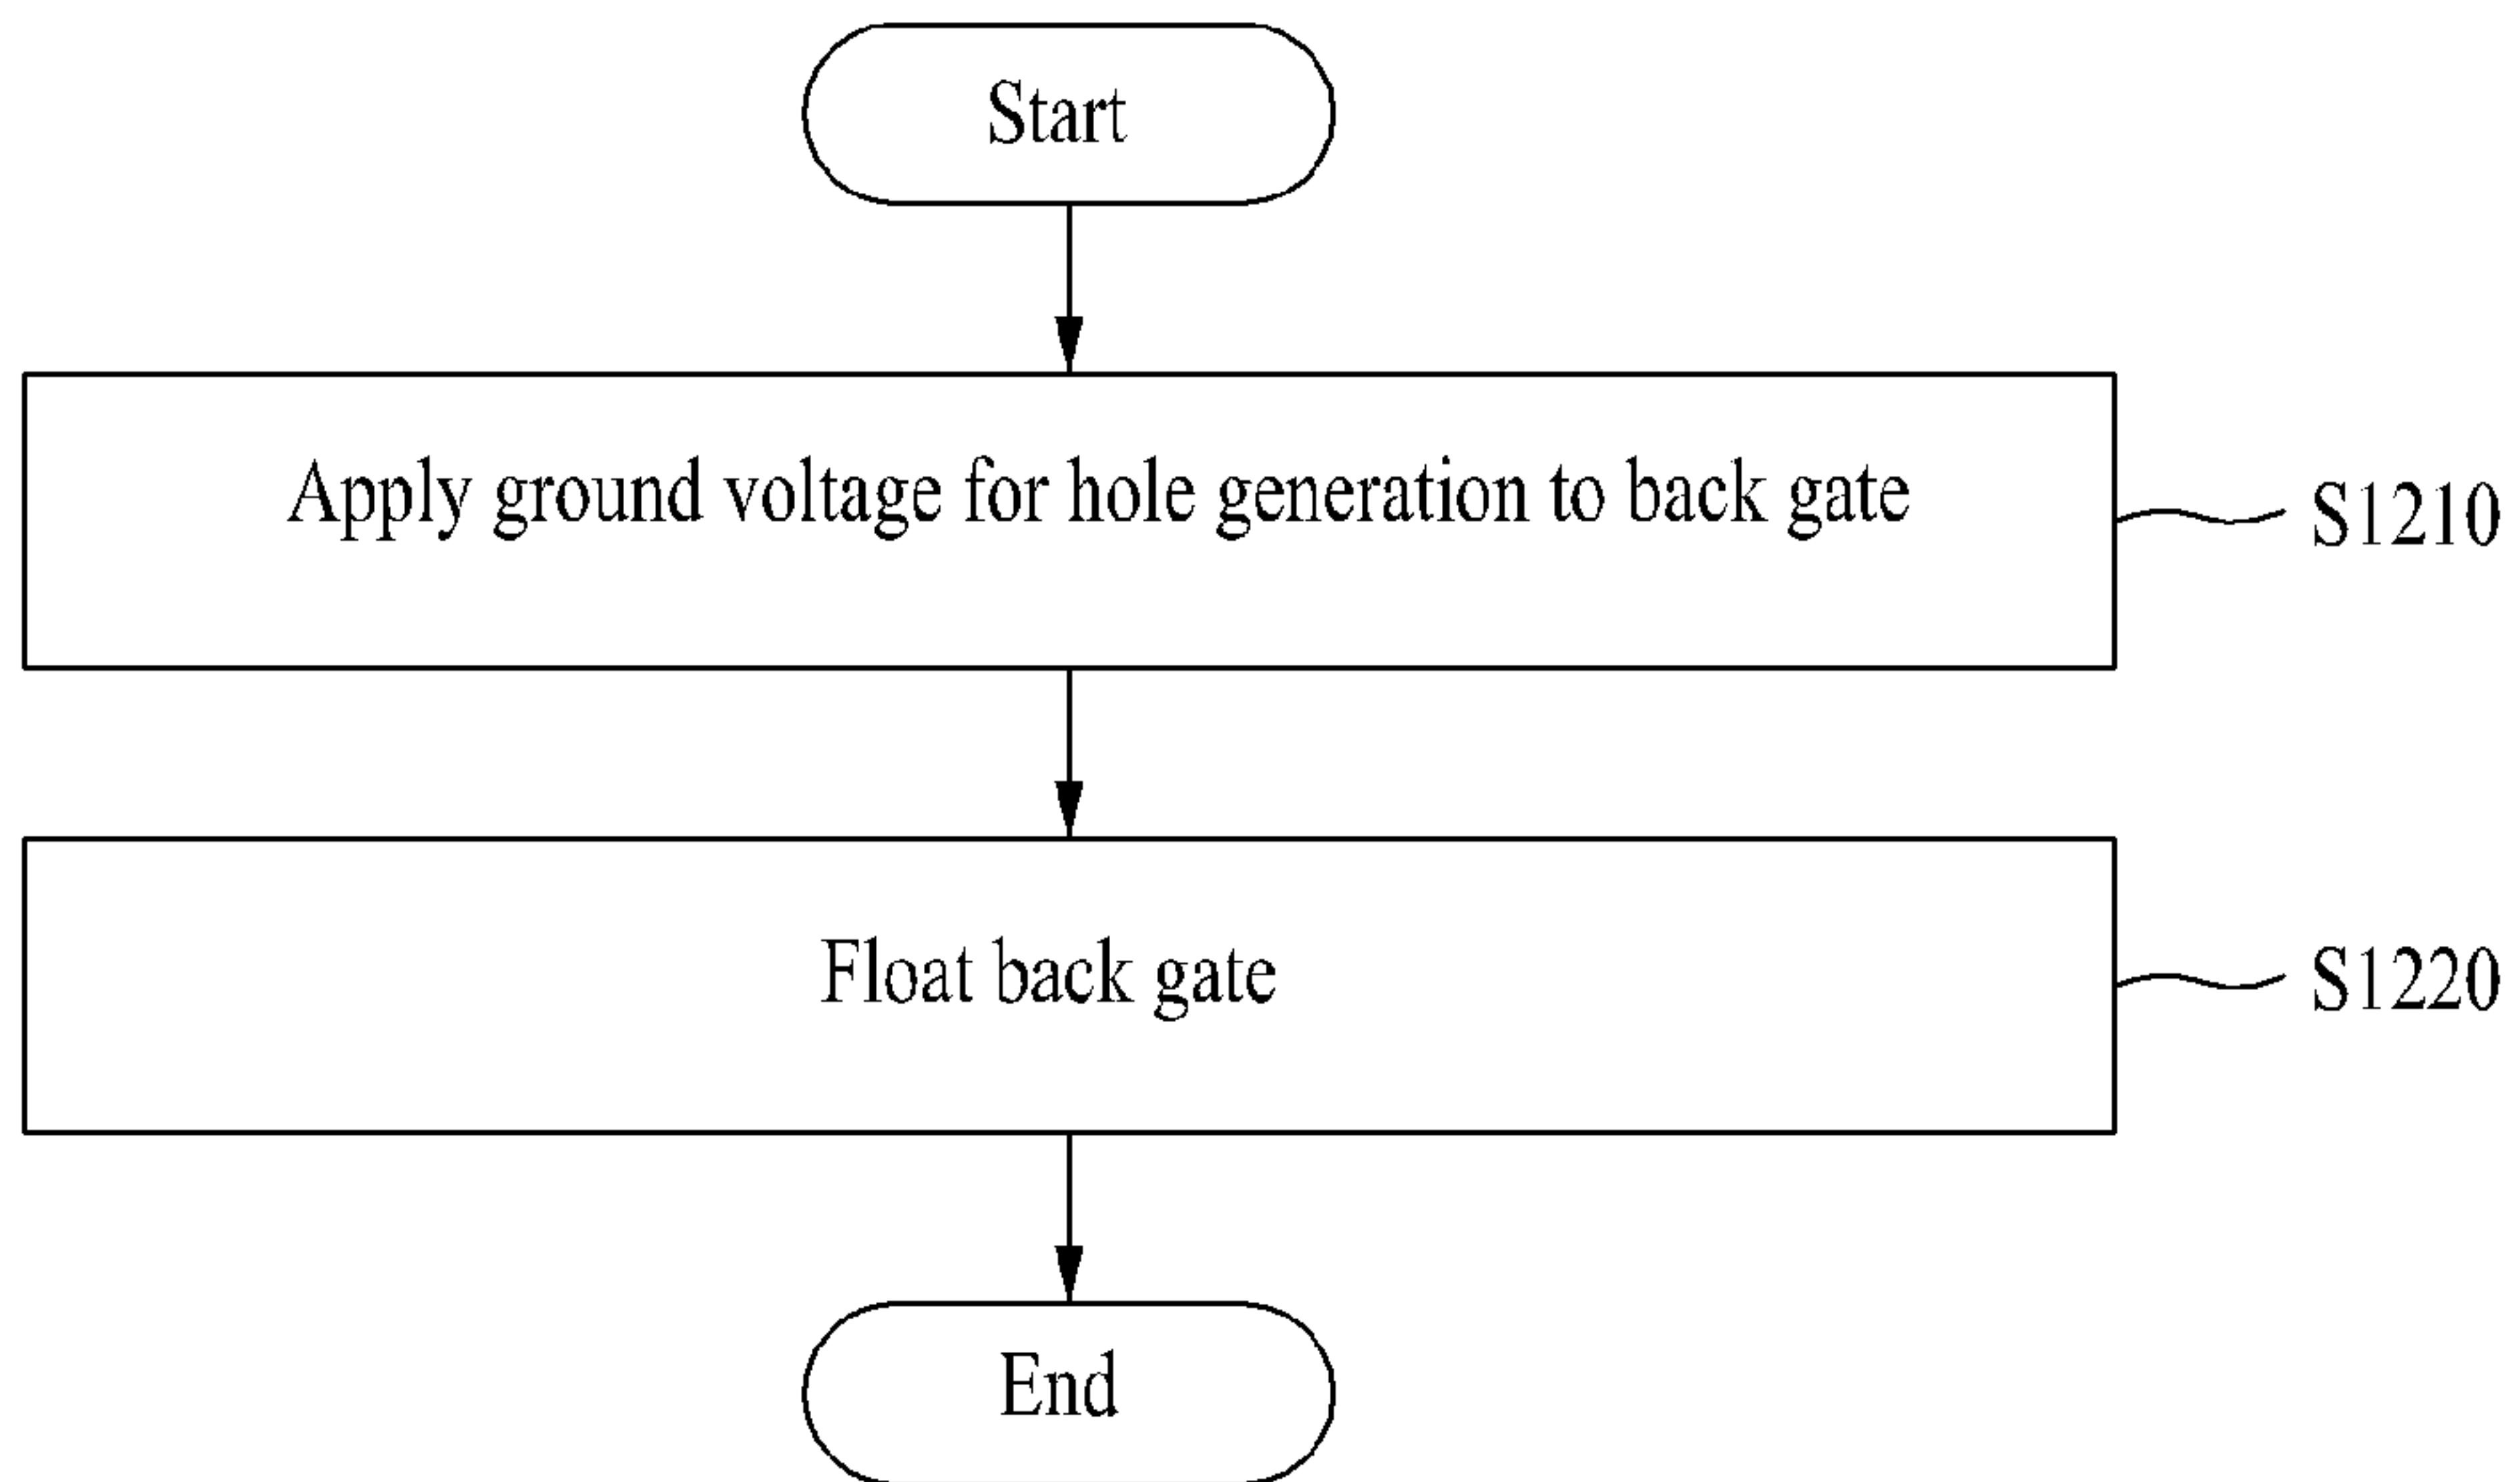 Start
Apply ground voltage for hole generation to back gate
S1210
Float back gate
S1220
End